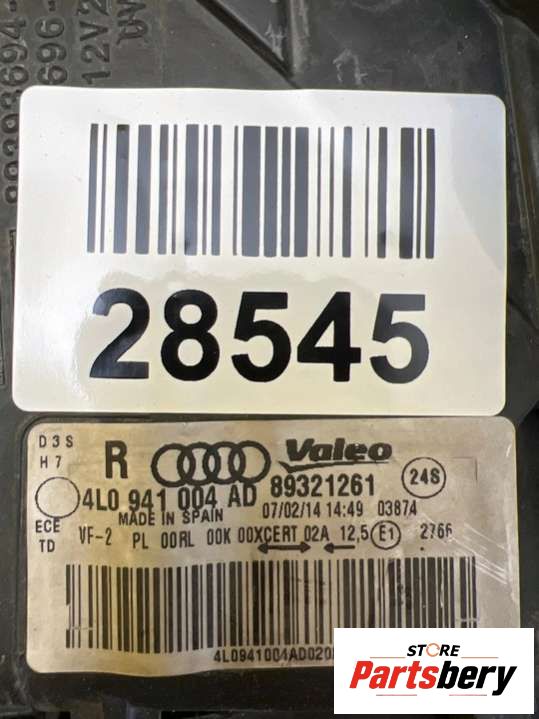 12V2
28545
D3S
H7
R Valeo
4L0 941 004 AD 89321261 24S
MADE IN SPAIN 07/02/14 14:49 03874
ECE
TD VF-2 PL 00RL 00K 00XCERT 02A 12,5 E1 2766
STORE
Partsbery